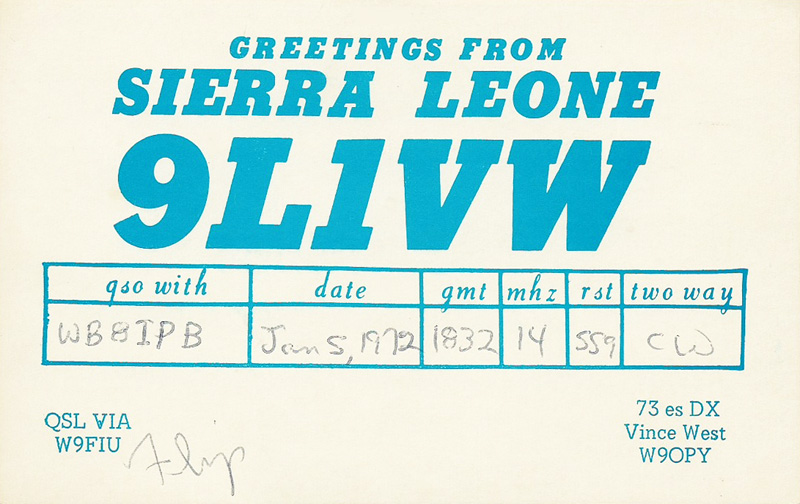 GREETINGS FROM
SIERRA LEONE
9L1VW
qso with date gmt mhz rst two way
WB8IPB Jan 5, 1972 1832 14 559 CW
QSL VIA
W9FIU
Flip
73 es DX
Vince West
W9OPY